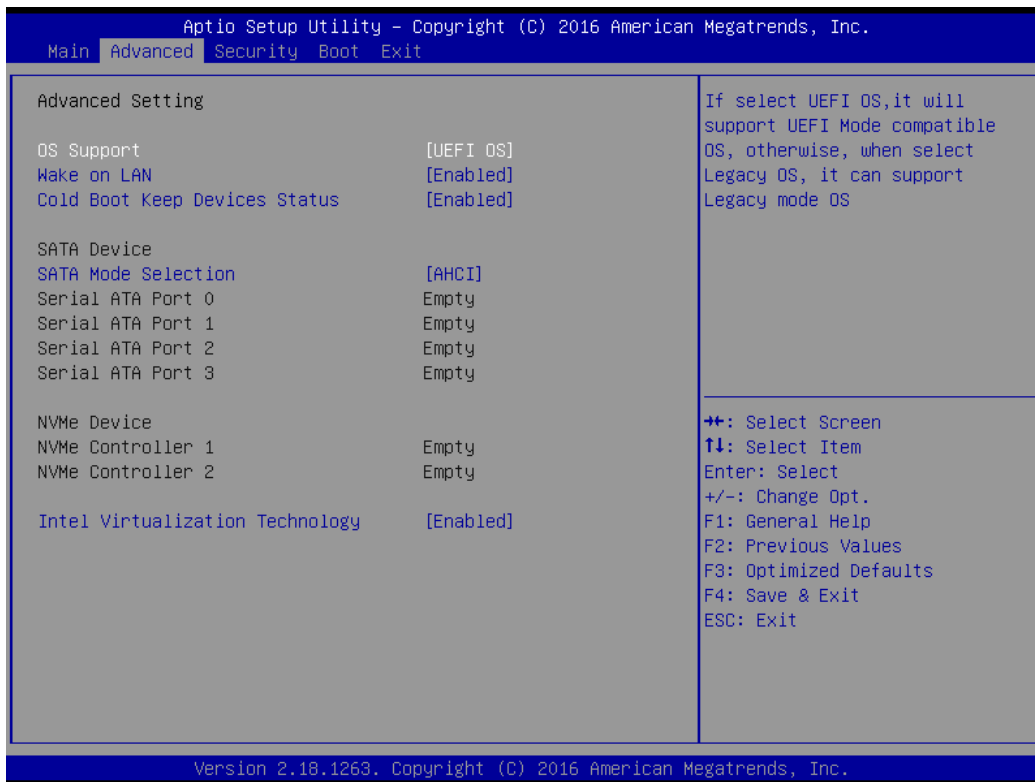 Aptio Setup Utility – Copyright (C) 2016 American Megatrends, Inc.
Main Advanced Security Boot Exit
Advanced Setting
OS Support [UEFI OS]
Wake on LAN [Enabled]
Cold Boot Keep Devices Status [Enabled]
SATA Device
SATA Mode Selection [AHCI]
Serial ATA Port 0 Empty
Serial ATA Port 1 Empty
Serial ATA Port 2 Empty
Serial ATA Port 3 Empty
NVMe Device
NVMe Controller 1 Empty
NVMe Controller 2 Empty
Intel Virtualization Technology [Enabled]
If select UEFI OS,it will
support UEFI Mode compatible
OS, otherwise, when select
Legacy OS, it can support
Legacy mode OS
→←: Select Screen
↑↓: Select Item
Enter: Select
+/-: Change Opt.
F1: General Help
F2: Previous Values
F3: Optimized Defaults
F4: Save & Exit
ESC: Exit
Version 2.18.1263. Copyright (C) 2016 American Megatrends, Inc.